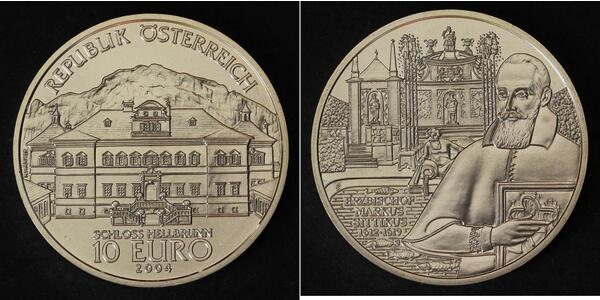 REPUBLIK ÖSTERREICH
SCHLOSS HELLBRUNN
10 EURO
2004
ERZBISCHOF
MARKUS
SITTIKUS
1612-1619